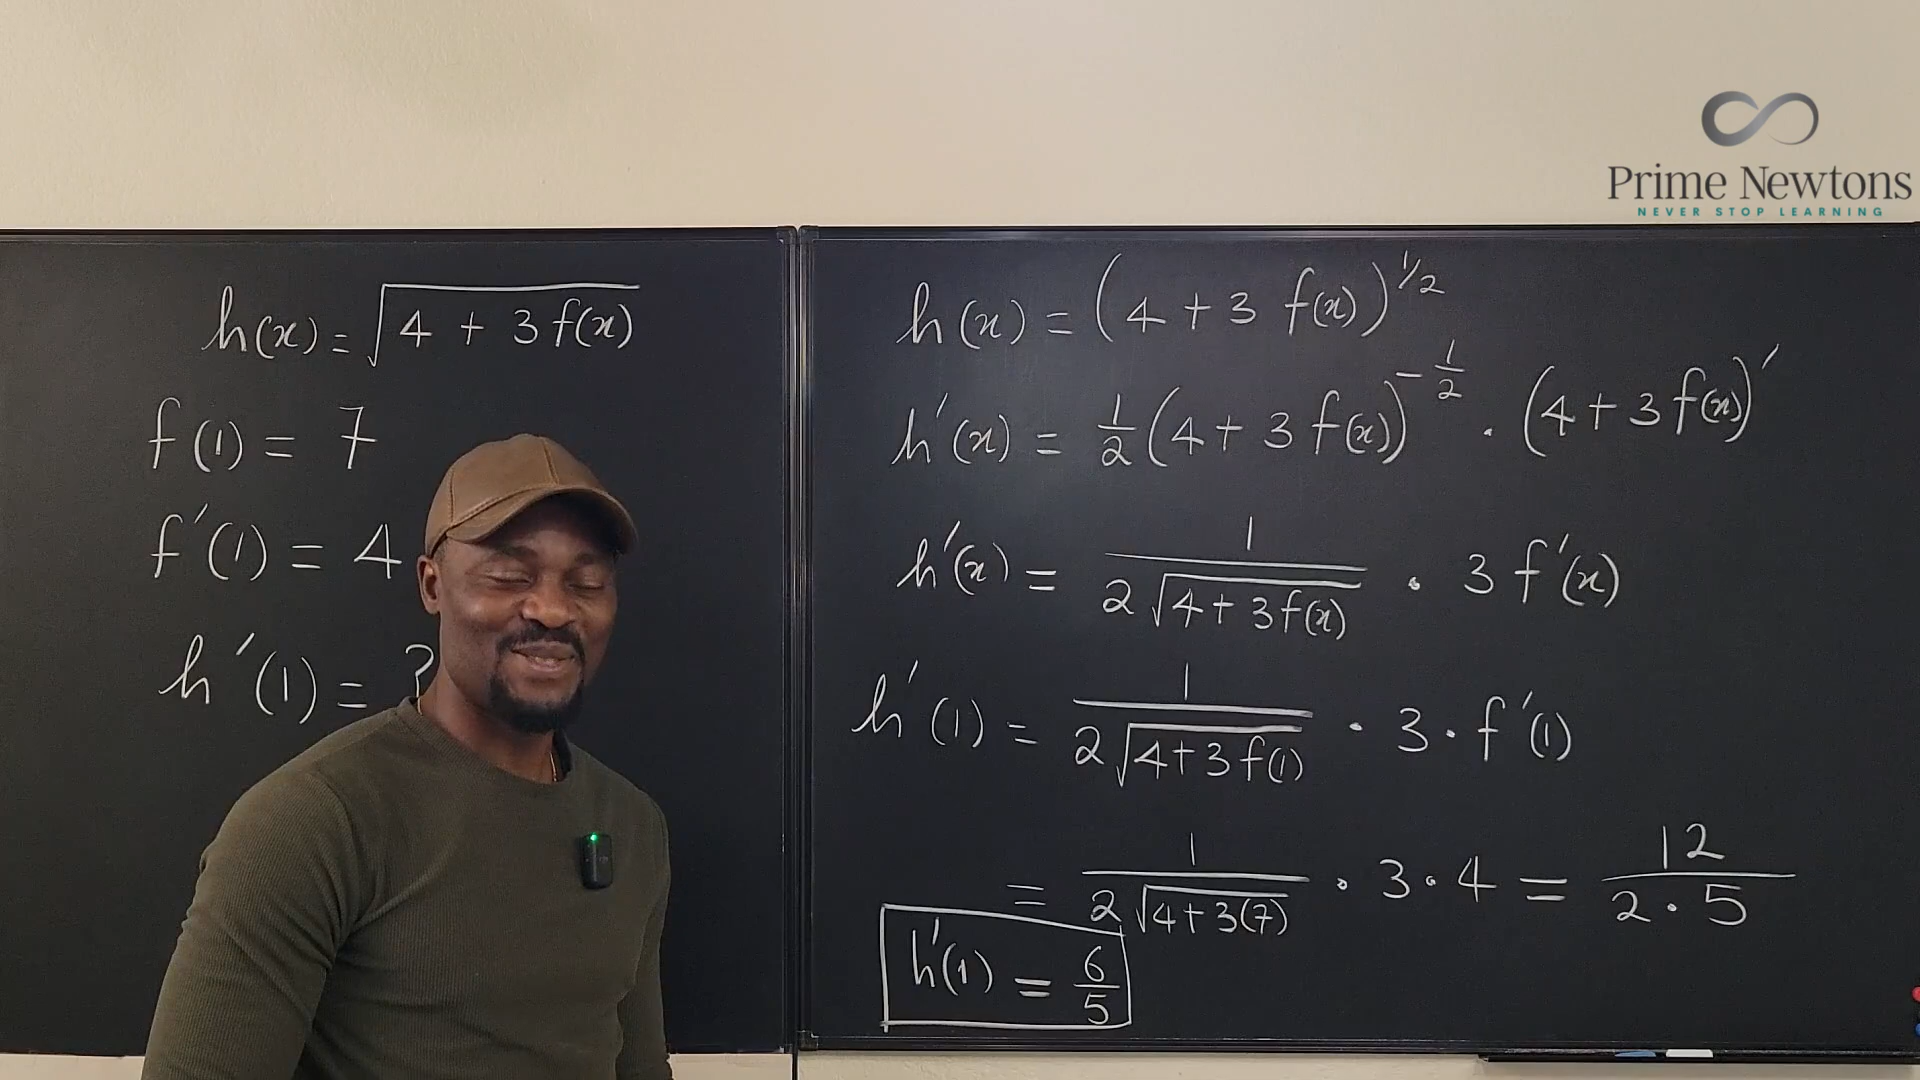 Prime Newtons
NEVER STOP LEARNING
h(x) = √(4 + 3f(x))
f(1) = 7
f'(1) = 4
h'(1) = ?
h(x) = (4 + 3 f(x))^(1/2)
h'(x) = 1/2 (4 + 3 f(x))^(-1/2) · (4 + 3 f(x))'
h'(x) = 1/(2√(4 + 3f(x))) · 3 f'(x)
h'(1) = 1/(2√(4 + 3f(1))) · 3 · f'(1)
= 1/(2√(4 + 3(7))) · 3 · 4 = 12/(2 · 5)
h'(1) = 6/5